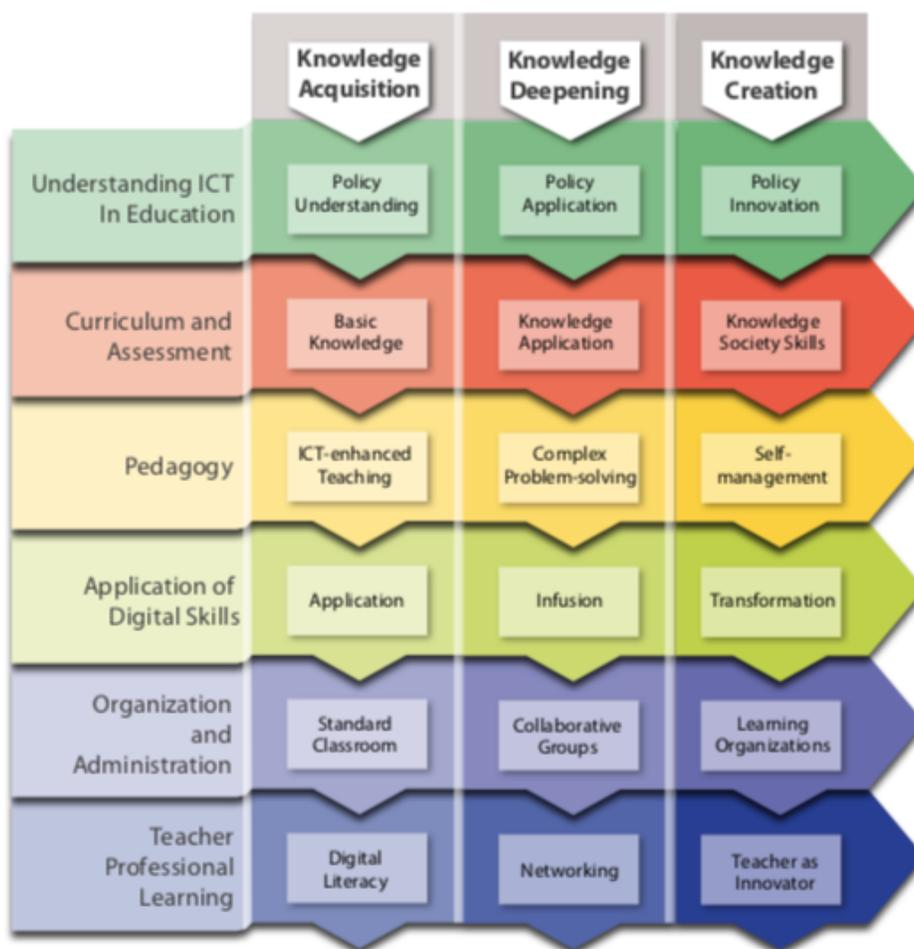 Knowledge
Acquisition
Knowledge
Deepening
Knowledge
Creation
Understanding ICT
In Education
Policy
Understanding
Policy
Application
Policy
Innovation
Curriculum and
Assessment
Basic
Knowledge
Knowledge
Application
Knowledge
Society Skills
Pedagogy
ICT-enhanced
Teaching
Complex
Problem-solving
Self-
management
Application of
Digital Skills
Application
Infusion
Transformation
Organization
and
Administration
Standard
Classroom
Collaborative
Groups
Learning
Organizations
Teacher
Professional
Learning
Digital
Literacy
Networking
Teacher as
Innovator